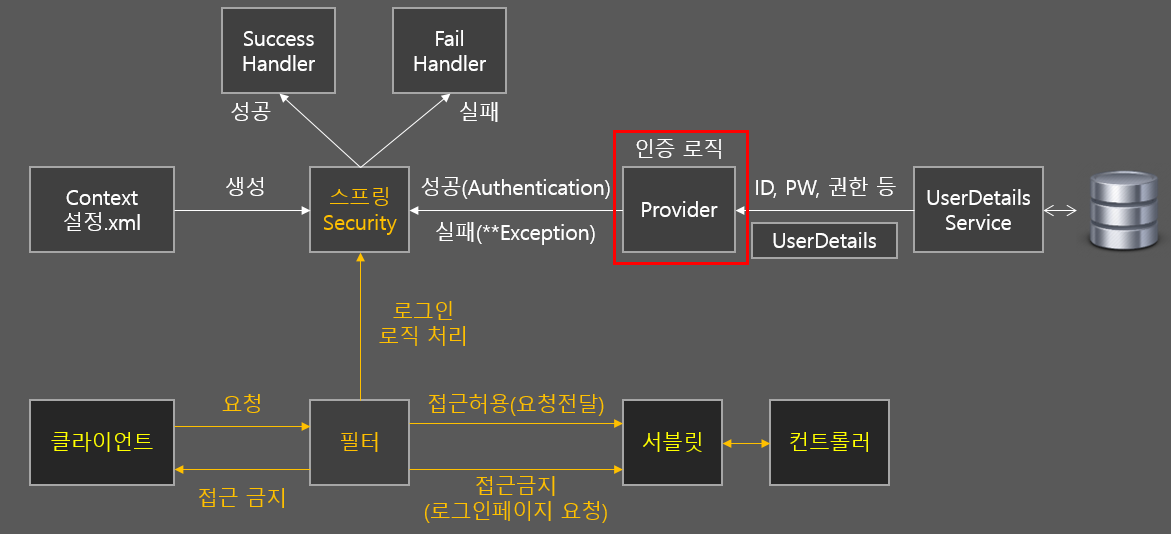 Success
Handler
Fail
Handler
성공
실패
인증 로직
Context
설정.xml
생성
스프링
Security
성공(Authentication)
실패(**Exception)
Provider
ID, PW, 권한 등
UserDetails
UserDetails
Service
로그인
로직 처리
클라이언트
요청
접근 금지
필터
접근허용(요청전달)
접근금지
(로그인페이지 요청)
서블릿
컨트롤러